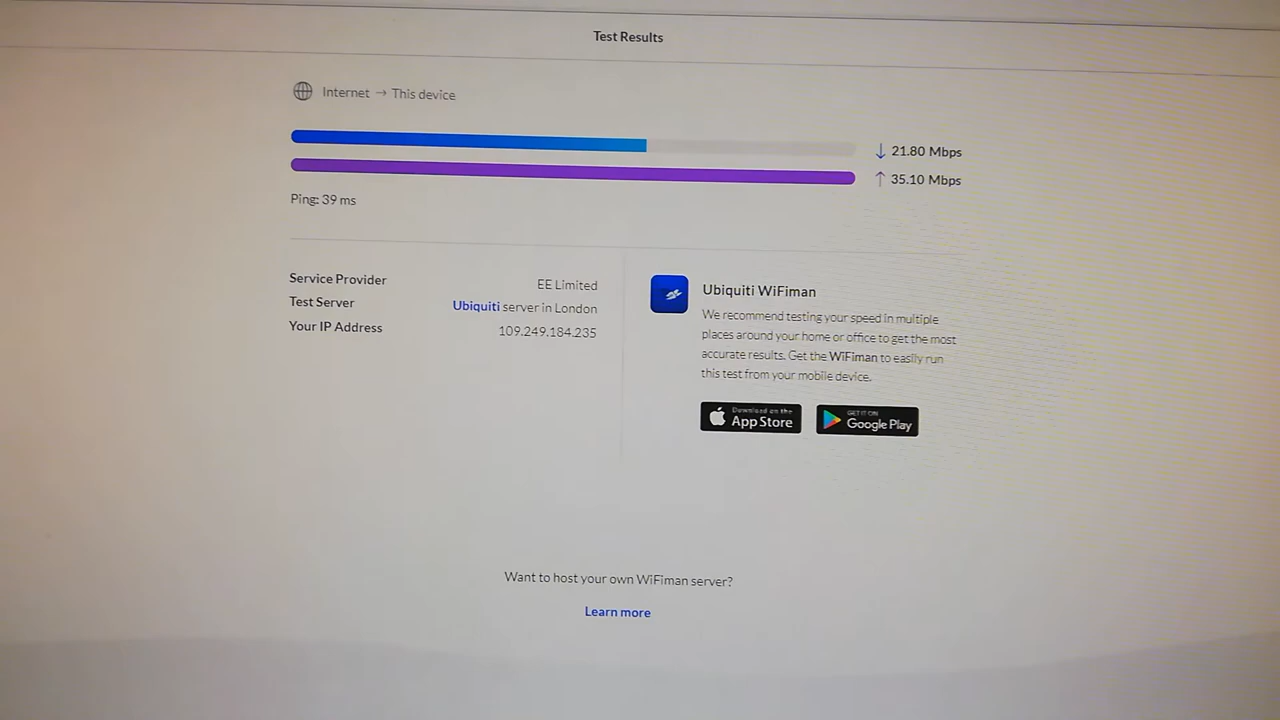 Test Results
Internet → This device
↓ 21.80 Mbps
↑ 35.10 Mbps
Ping: 39 ms
Service Provider EE Limited
Test Server Ubiquiti server in London
Your IP Address 109.249.184.235
Ubiquiti WiFiman
We recommend testing your speed in multiple
places around your home or office to get the most
accurate results. Get the WiFiman to easily run
this test from your mobile device.
Download on the
App Store
GET IT ON
Google Play
Want to host your own WiFiman server?
Learn more